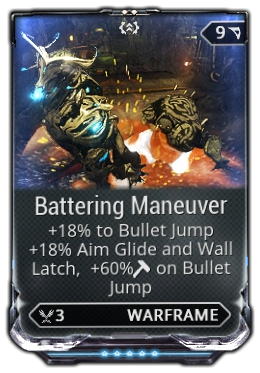 9
Battering Maneuver
+18% to Bullet Jump
+18% Aim Glide and Wall
Latch, +60% on Bullet
Jump
3 WARFRAME